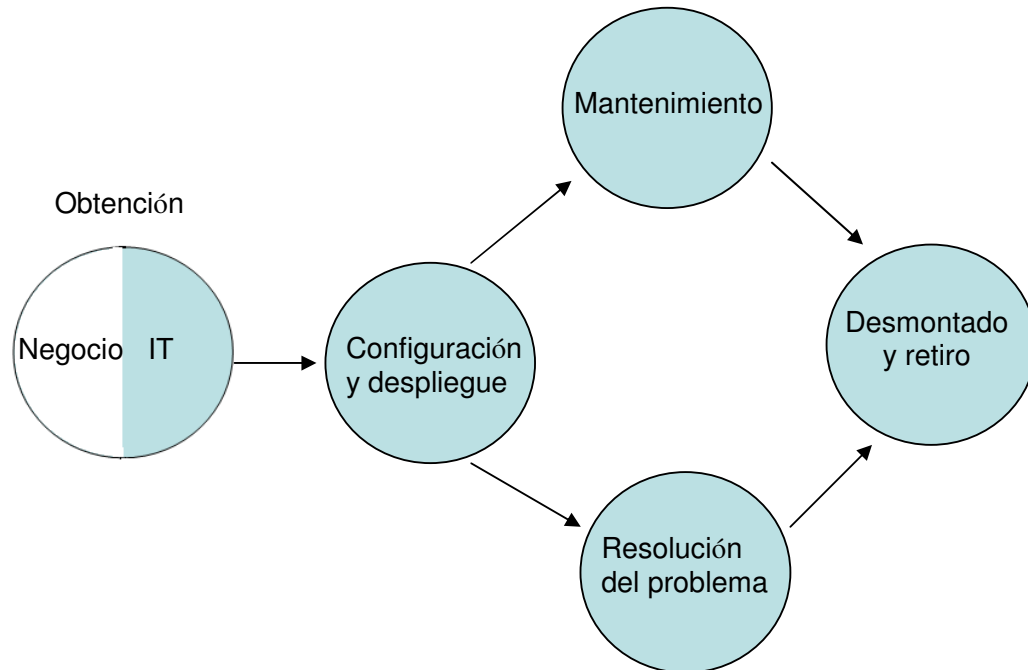 Mantenimiento
Obtención
Negocio IT
Configuración
y despliegue
Desmontado
y retiro
Resolución
del problema